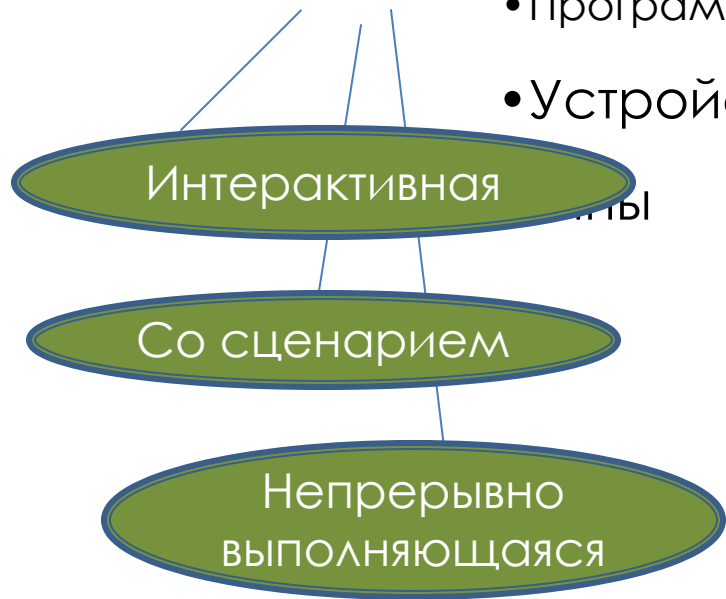 Интерактивная
Со сценарием
Непрерывно
выполняющаяся